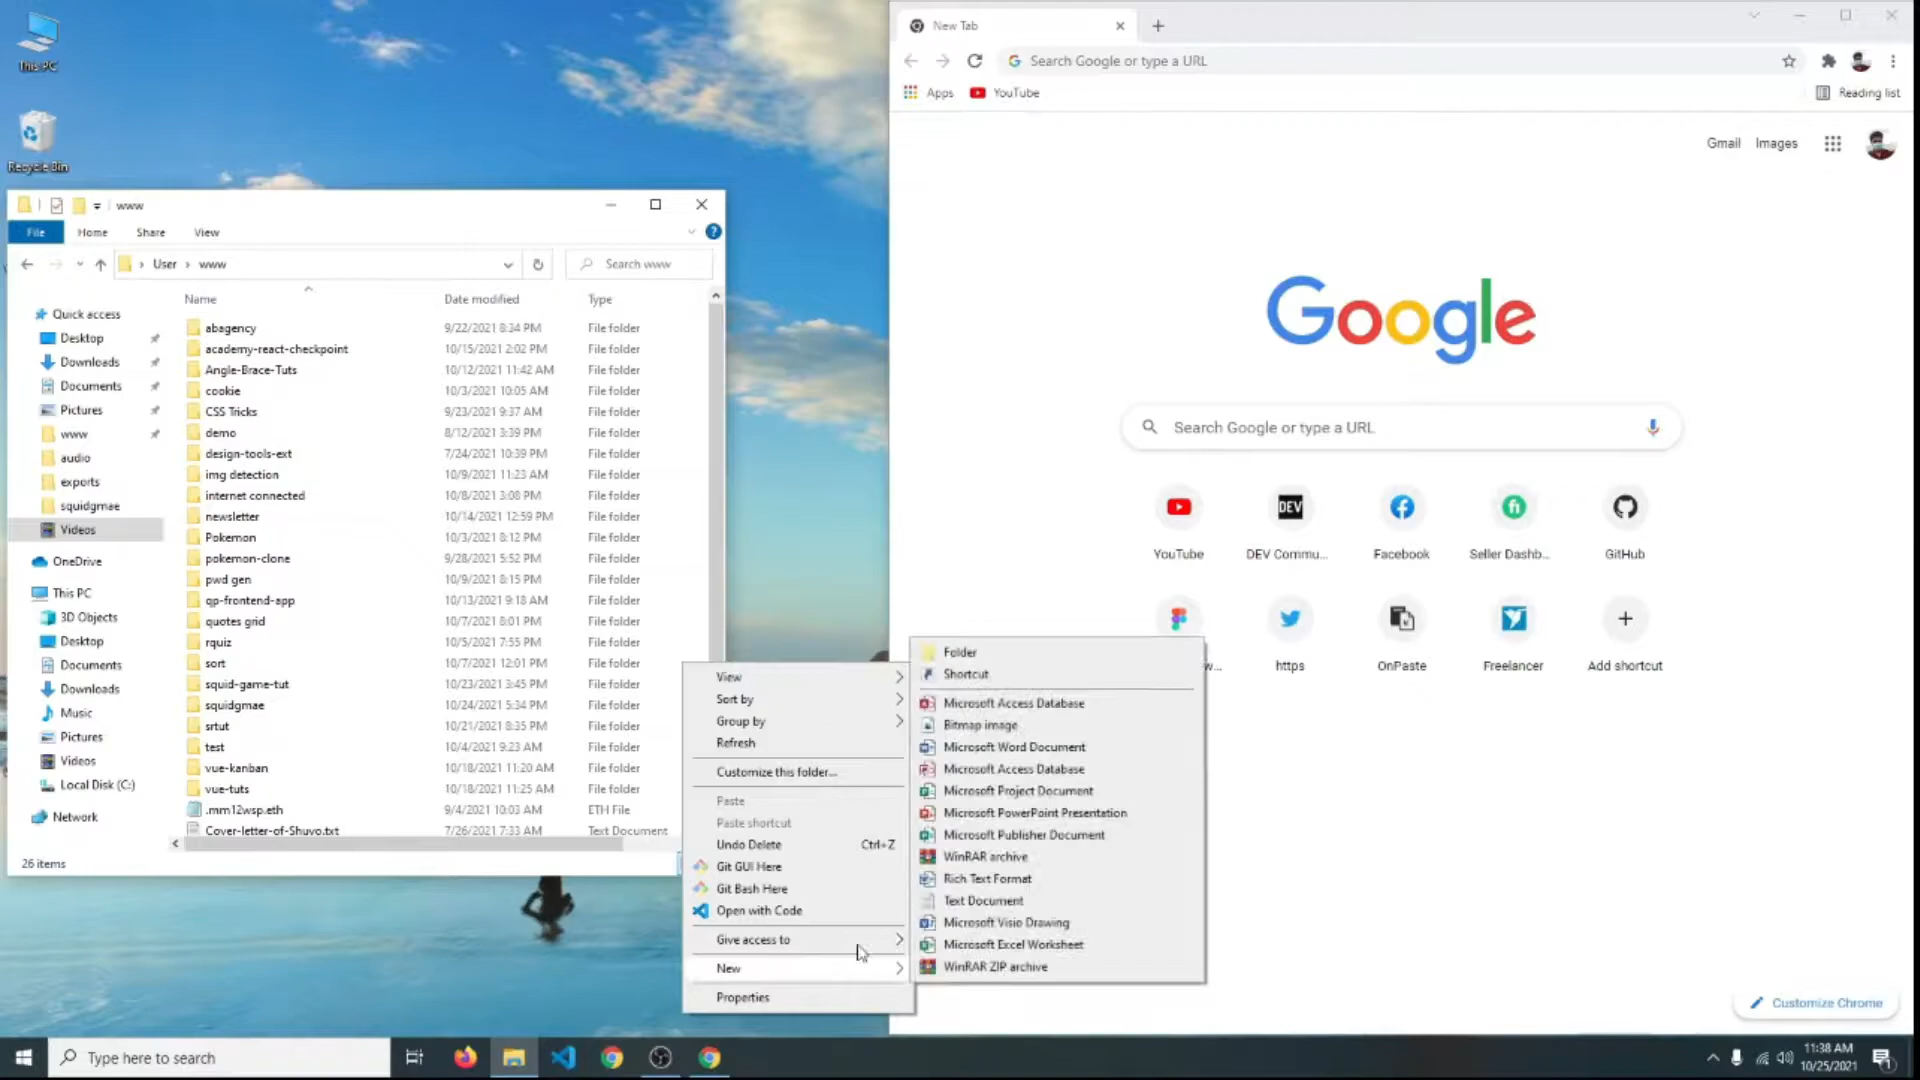 This PC
Recycle Bin
www
File
Home
Share
View
User
www
Search www
Name
Date modified
Type
Quick access
Desktop
Downloads
Documents
Pictures
www
audio
exports
squidgmae
Videos
OneDrive
This PC
3D Objects
Desktop
Documents
Downloads
Music
Pictures
Videos
Local Disk (C:)
Network
abagency 9/22/2021 8:34 PM File folder
academy-react-checkpoint 10/15/2021 2:02 PM File folder
Angle-Brace-Tuts 10/12/2021 11:42 AM File folder
cookie 10/3/2021 10:05 AM File folder
CSS Tricks 9/23/2021 9:37 AM File folder
demo 8/12/2021 3:39 PM File folder
design-tools-ext 7/24/2021 10:39 PM File folder
img detection 10/9/2021 11:23 AM File folder
internet connected 10/8/2021 3:08 PM File folder
newsletter 10/14/2021 12:59 PM File folder
Pokemon 10/3/2021 8:12 PM File folder
pokemon-clone 9/28/2021 5:52 PM File folder
pwd gen 10/9/2021 8:15 PM File folder
qp-frontend-app 10/13/2021 9:18 AM File folder
quotes grid 10/7/2021 8:01 PM File folder
rquiz 10/5/2021 7:55 PM File folder
sort 10/7/2021 12:01 PM File folder
squid-game-tut 10/23/2021 3:45 PM File folder
squidgmae 10/24/2021 5:34 PM File folder
srtut 10/21/2021 8:35 PM File folder
test 10/4/2021 9:23 AM File folder
vue-kanban 10/18/2021 11:20 AM File folder
vue-tuts 10/18/2021 11:25 AM File folder
.mm12wsp.eth 9/4/2021 10:03 AM ETH File
Cover-letter-of-Shuvo.txt 7/26/2021 7:33 AM Text Document
26 items
View
Sort by
Group by
Refresh
Customize this folder...
Paste
Paste shortcut
Undo Delete Ctrl+Z
Git GUI Here
Git Bash Here
Open with Code
Give access to
New
Properties
Folder
Shortcut
Microsoft Access Database
Bitmap image
Microsoft Word Document
Microsoft Access Database
Microsoft Project Document
Microsoft PowerPoint Presentation
Microsoft Publisher Document
WinRAR archive
Rich Text Format
Text Document
Microsoft Visio Drawing
Microsoft Excel Worksheet
WinRAR ZIP archive
New Tab
Search Google or type a URL
Apps
YouTube
Reading list
Gmail
Images
Google
Search Google or type a URL
DEV
YouTube
DEV Commu...
Facebook
Seller Dashb...
GitHub
w...
https
OnPaste
Freelancer
Add shortcut
Customize Chrome
Type here to search
11:38 AM
10/25/2021
1